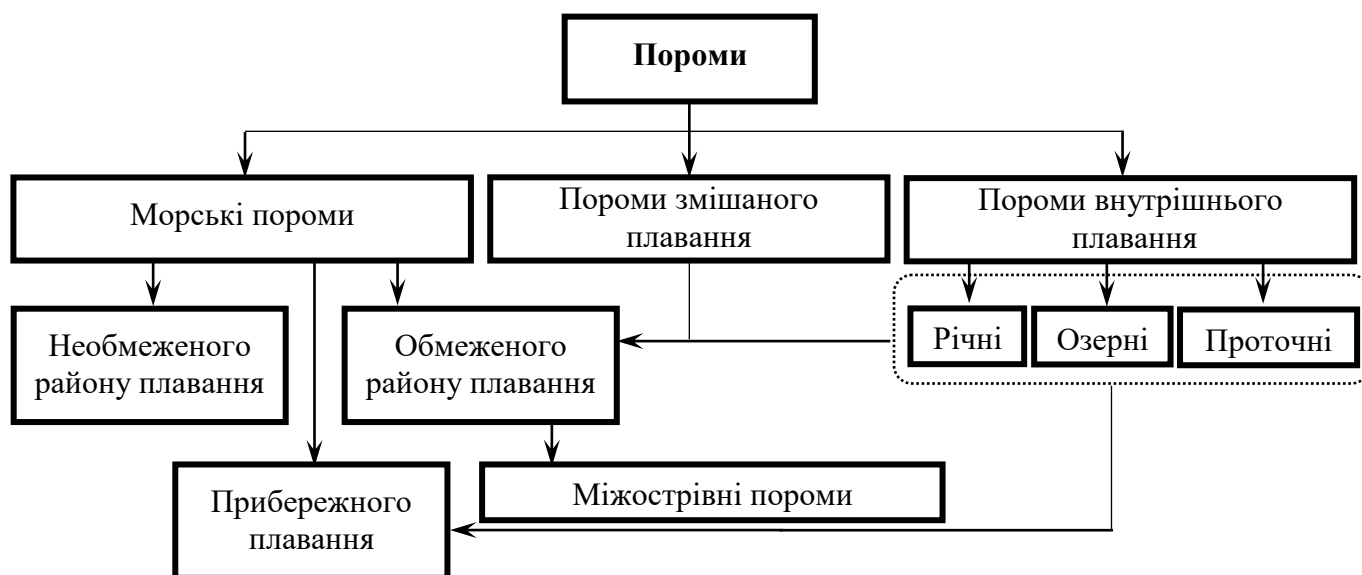 Пороми
Морські пороми
Пороми змішаного
плавання
Пороми внутрішнього
плавання
Необмеженого
району плавання
Обмеженого
району плавання
Річні
Озерні
Проточні
Прибережного
плавання
Міжострівні пороми